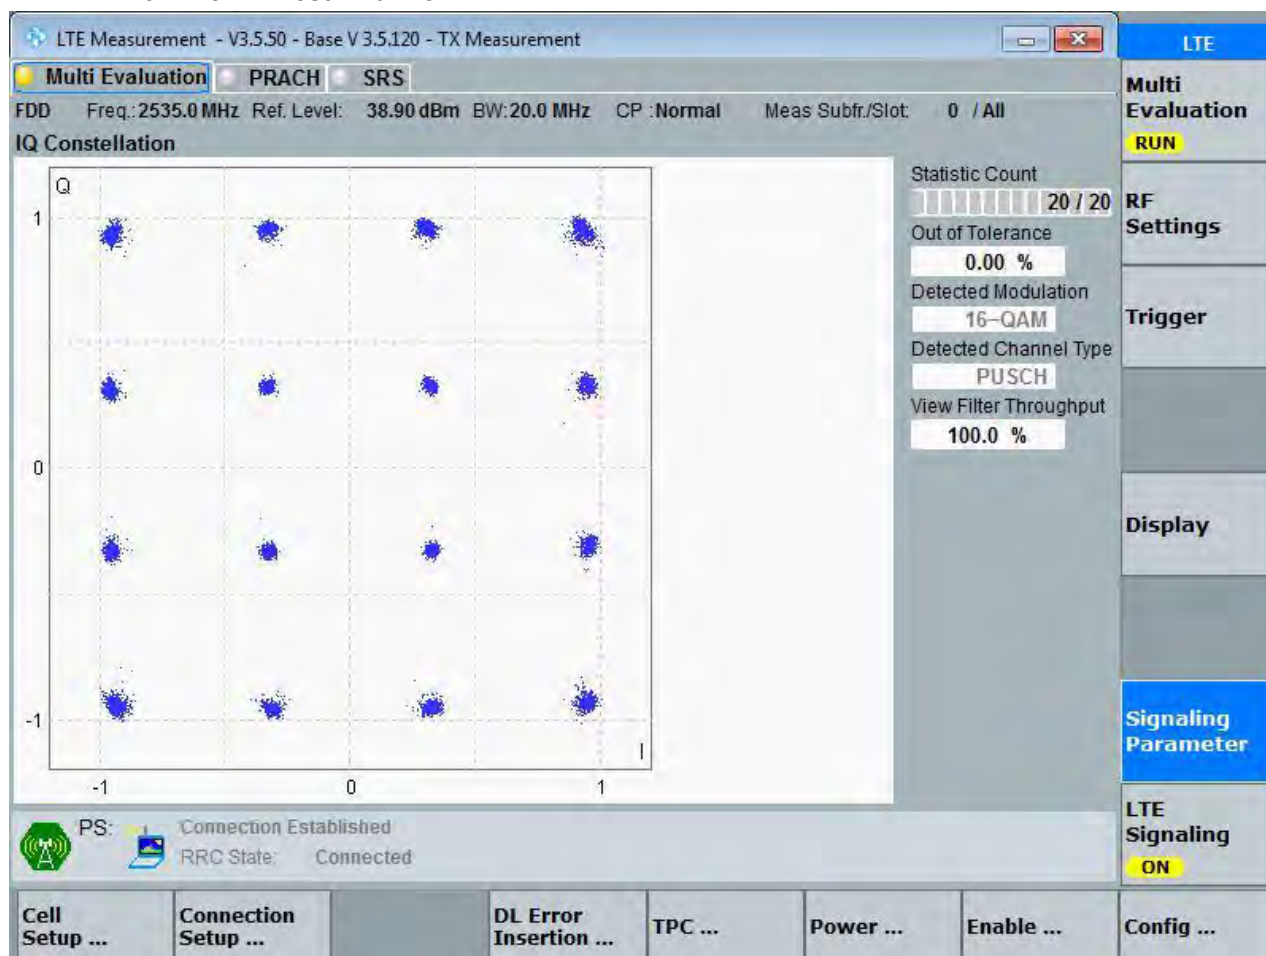 LTE Measurement - V3.5.50 - Base V 3.5.120 - TX Measurement
LTE
Multi Evaluation PRACH SRS
FDD Freq.:2535.0 MHz Ref. Level: 38.90 dBm BW:20.0 MHz CP :Normal Meas Subfr./Slot: 0 / All
IQ Constellation
Q
1
0
-1
-1 0 1
I
Statistic Count
20 / 20
Out of Tolerance
0.00 %
Detected Modulation
16-QAM
Detected Channel Type
PUSCH
View Filter Throughput
100.0 %
Multi
Evaluation
RUN
RF
Settings
Trigger
Display
Signaling
Parameter
LTE
Signaling
ON
PS: Connection Established
RRC State: Connected
Cell
Setup ...
Connection
Setup ...
DL Error
Insertion ...
TPC ...
Power ...
Enable ...
Config ...